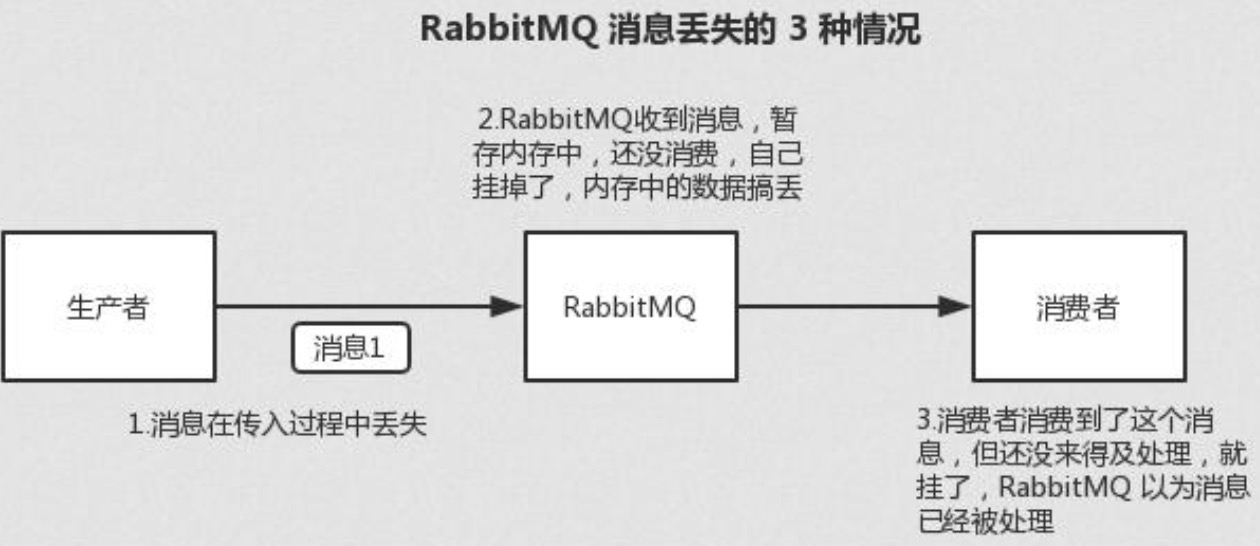 RabbitMQ 消息丢失的 3 种情况
2.RabbitMQ收到消息，暂
存内存中，还没消费，自己
挂掉了，内存中的数据搞丢
生产者
消息1
RabbitMQ
消费者
1.消息在传入过程中丢失
3.消费者消费到了这个消
息，但还没来得及处理，就
挂了，RabbitMQ 以为消息
已经被处理